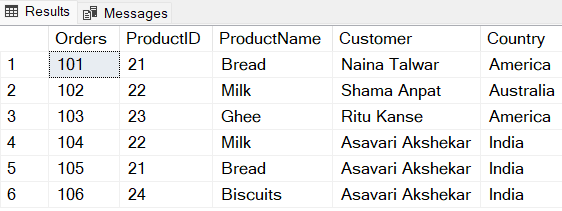 Results Messages
Orders ProductID ProductName Customer Country
1 101 21 Bread Naina Talwar America
2 102 22 Milk Shama Anpat Australia
3 103 23 Ghee Ritu Kanse America
4 104 22 Milk Asavari Akshekar India
5 105 21 Bread Asavari Akshekar India
6 106 24 Biscuits Asavari Akshekar India